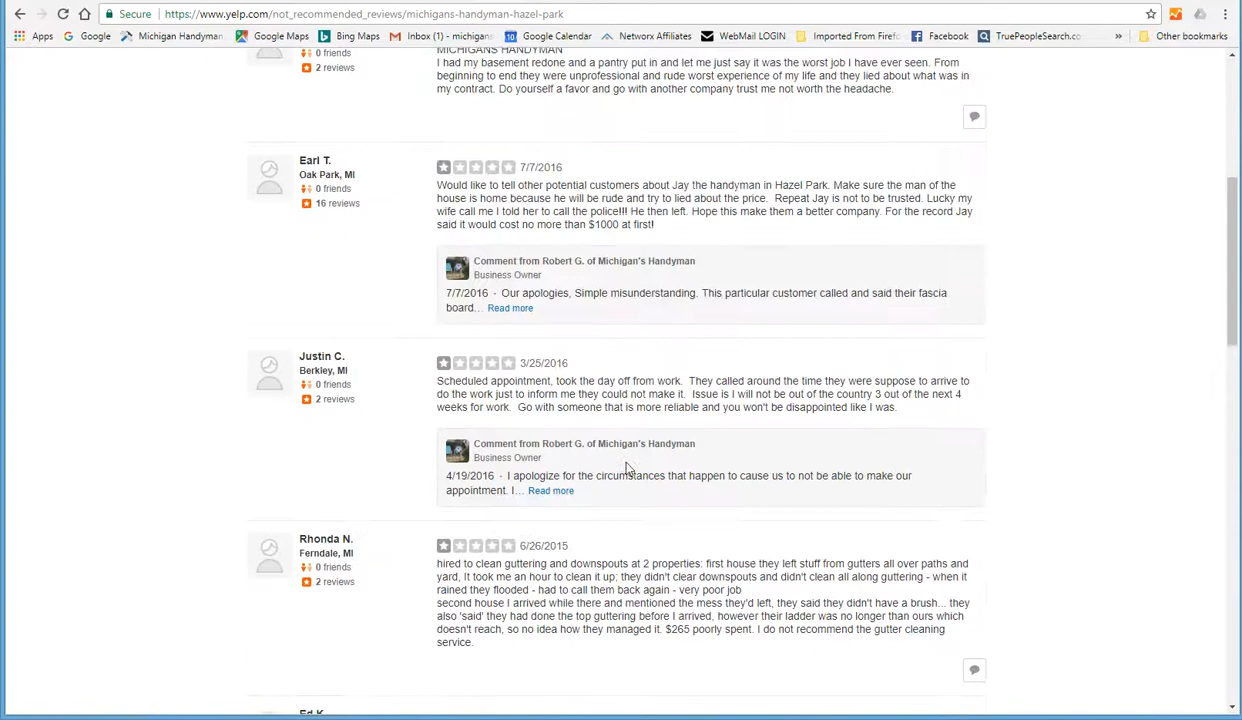 Secure
https://www.yelp.com/not_recommended_reviews/michigans-handyman-hazel-park
Apps
Google
Michigan Handyman
Google Maps
Bing Maps
Inbox (1) - michigans
10
Google Calendar
Networx Affiliates
WebMail LOGIN
Imported From Firefo
Facebook
TruePeopleSearch.co
»
Other bookmarks
0 friends
2 reviews
MICHIGANS HANDYMAN
I had my basement redone and a pantry put in and let me just say it was the worst job I have ever seen. From
beginning to end they were unprofessional and rude worst experience of my life and they lied about what was in
my contract. Do yourself a favor and go with another company trust me not worth the headache.
Earl T.
Oak Park, MI
0 friends
16 reviews
7/7/2016
Would like to tell other potential customers about Jay the handyman in Hazel Park. Make sure the man of the
house is home because he will be rude and try to lied about the price.  Repeat Jay is not to be trusted. Lucky my
wife call me I told her to call the police!!! He then left. Hope this make them a better company. For the record Jay
said it would cost no more than $1000 at first!
Comment from Robert G. of Michigan's Handyman
Business Owner
7/7/2016 · Our apologies, Simple misunderstanding. This particular customer called and said their fascia
board… Read more
Justin C.
Berkley, MI
0 friends
2 reviews
3/25/2016
Scheduled appointment, took the day off from work.  They called around the time they were suppose to arrive to
do the work just to inform me they could not make it.  Issue is I will not be out of the country 3 out of the next 4
weeks for work.  Go with someone that is more reliable and you won't be disappointed like I was.
Comment from Robert G. of Michigan's Handyman
Business Owner
4/19/2016 · I apologize for the circumstances that happen to cause us to not be able to make our
appointment. I… Read more
Rhonda N.
Ferndale, MI
0 friends
2 reviews
6/26/2015
hired to clean guttering and downspouts at 2 properties: first house they left stuff from gutters all over paths and
yard, It took me an hour to clean it up; they didn't clear downspouts and didn't clean all along guttering - when it
rained they flooded - had to call them back again - very poor job
second house I arrived while there and mentioned the mess they'd left, they said they didn't have a brush... they
also 'said' they had done the top guttering before I arrived, however their ladder was no longer than ours which
doesn't reach, so no idea how they managed it. $265 poorly spent. I do not recommend the gutter cleaning
service.
Ed K.